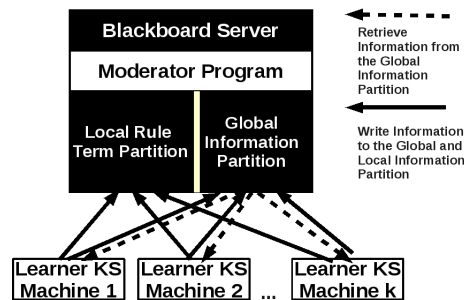 Blackboard Server
Moderator Program
Local Rule
Term Partition
Global
Information
Partition
Retrieve
Information from
the Global
Information
Partition
Write Information
to the Global and
Local Information
Partition
Learner KS
Machine 1
Learner KS
Machine 2
...
Learner KS
Machine k